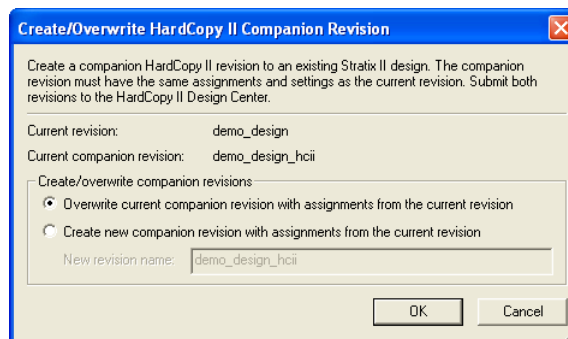 Create/Overwrite HardCopy II Companion Revision
Create a companion HardCopy II revision to an existing Stratix II design. The companion
revision must have the same assignments and settings as the current revision. Submit both
revisions to the HardCopy II Design Center.
Current revision: demo_design
Current companion revision: demo_design_hcii
Create/overwrite companion revisions
Overwrite current companion revision with assignments from the current revision
Create new companion revision with assignments from the current revision
New revision name: demo_design_hcii
OK Cancel